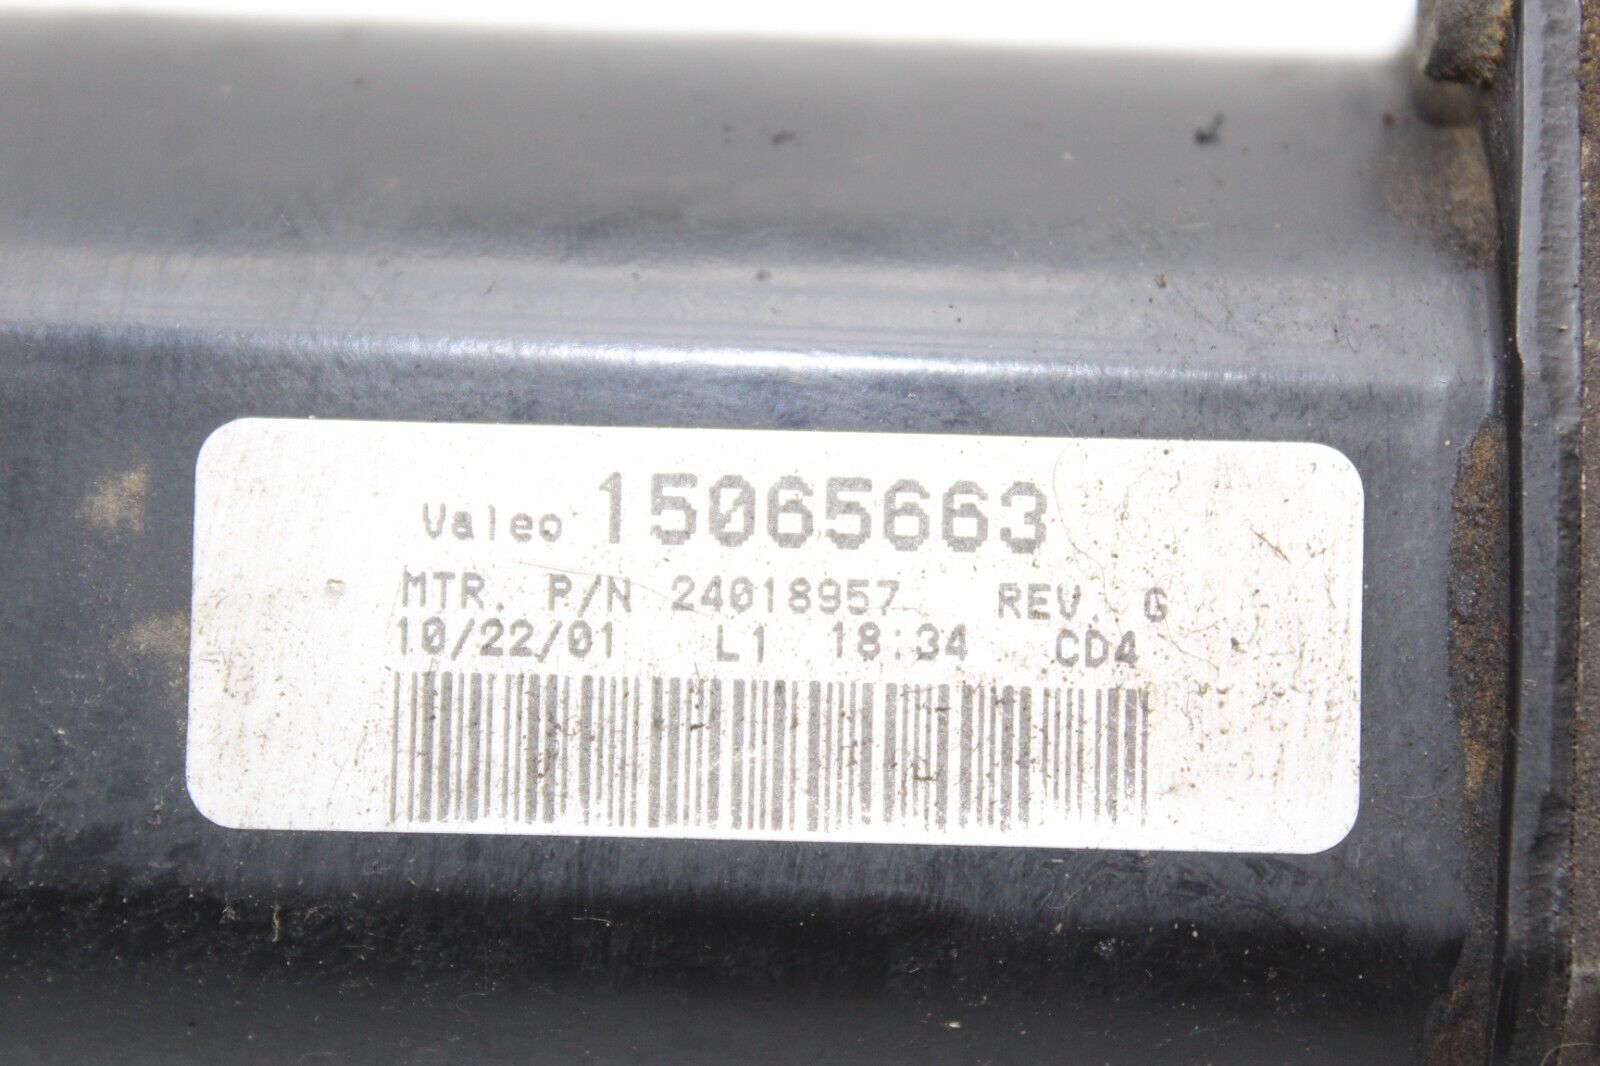 Valeo 15065663
MTR. P/N 24018957 REV. G
10/22/01 L1 18:34 CD4